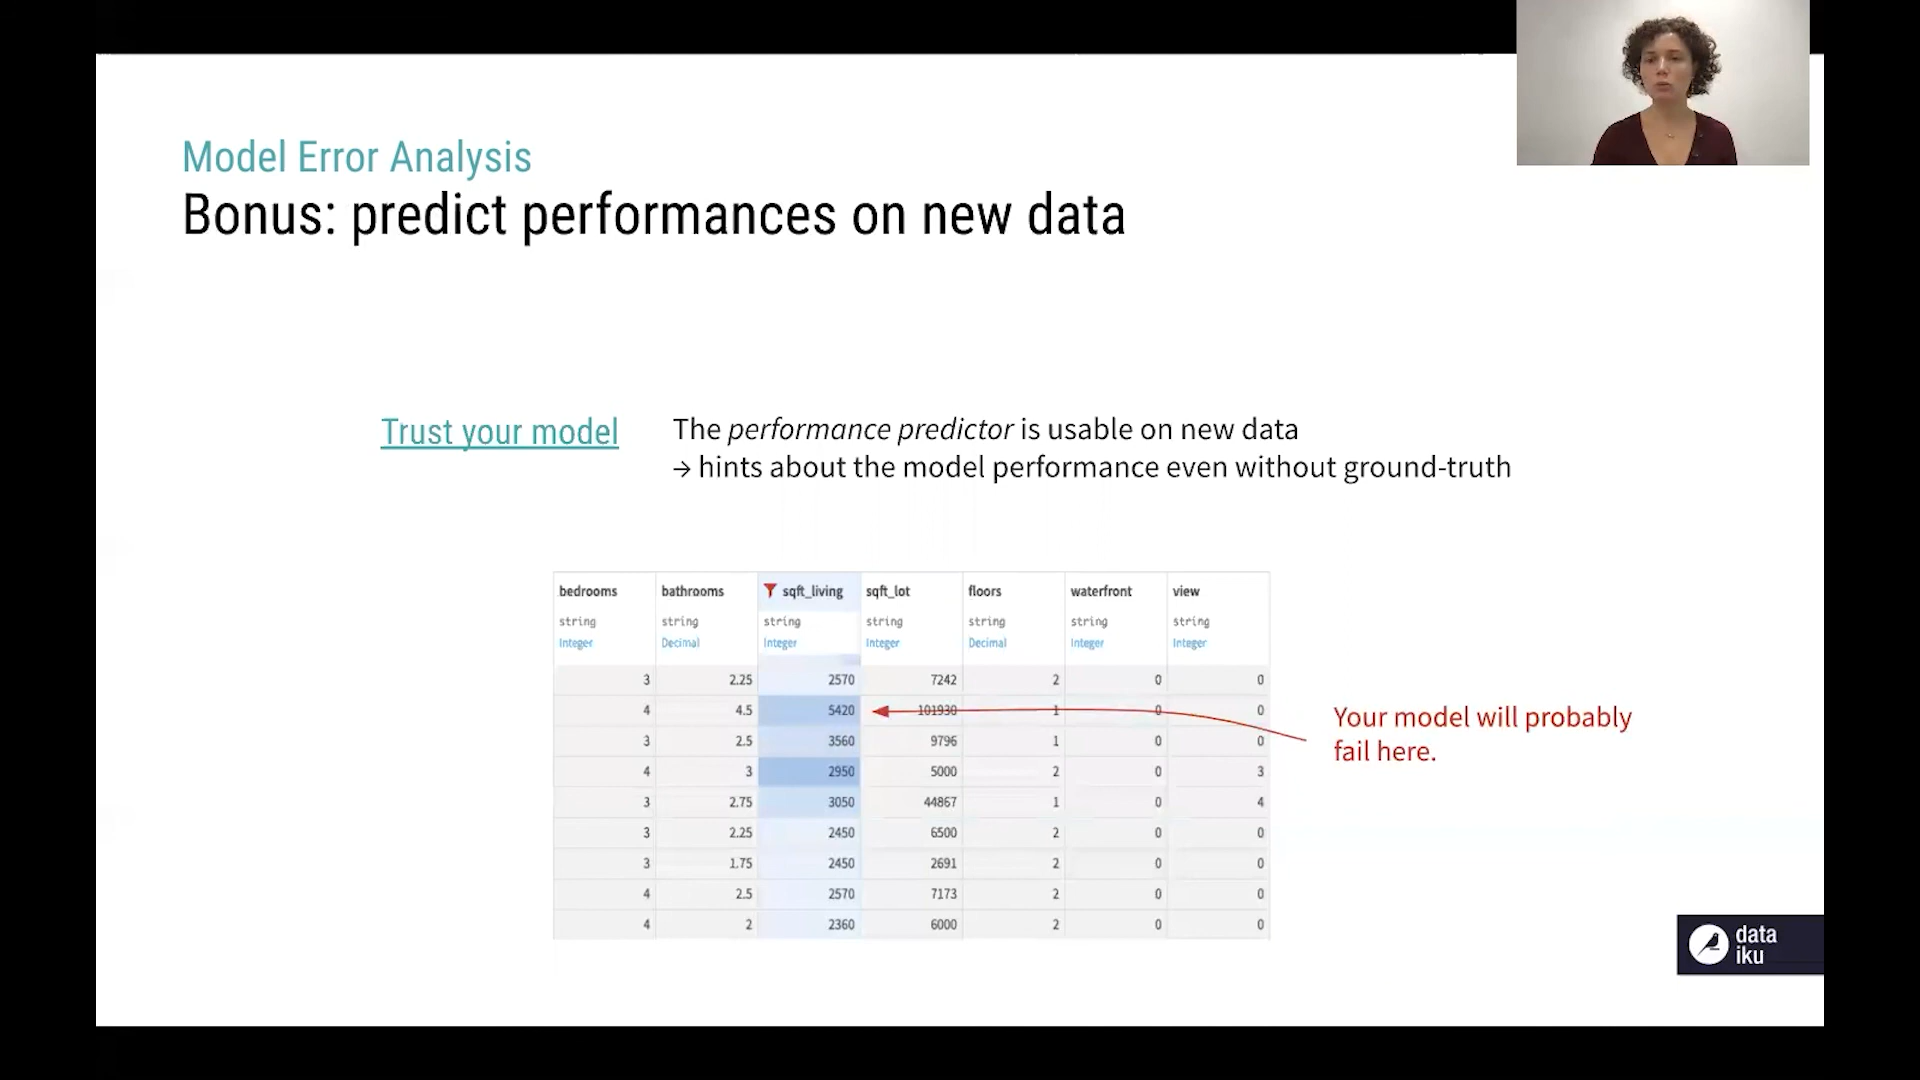 Model Error Analysis
Bonus: predict performances on new data
Trust your model
The performance predictor is usable on new data
→ hints about the model performance even without ground-truth
bedrooms bathrooms sqft_living sqft_lot floors waterfront view
string string string string string string string
Integer Decimal Integer Integer Decimal Integer Integer
3 2.25 2570 7242 2 0 0
4 4.5 5420 101930 1 0 0
3 2.5 3560 9796 1 0 0
4 3 2950 5000 2 0 3
3 2.75 3050 44867 1 0 4
3 2.25 2450 6500 2 0 0
3 1.75 2450 2691 2 0 0
4 2.5 2570 7173 2 0 0
4 2 2360 6000 2 0 0
Your model will probably
fail here.
data
iku